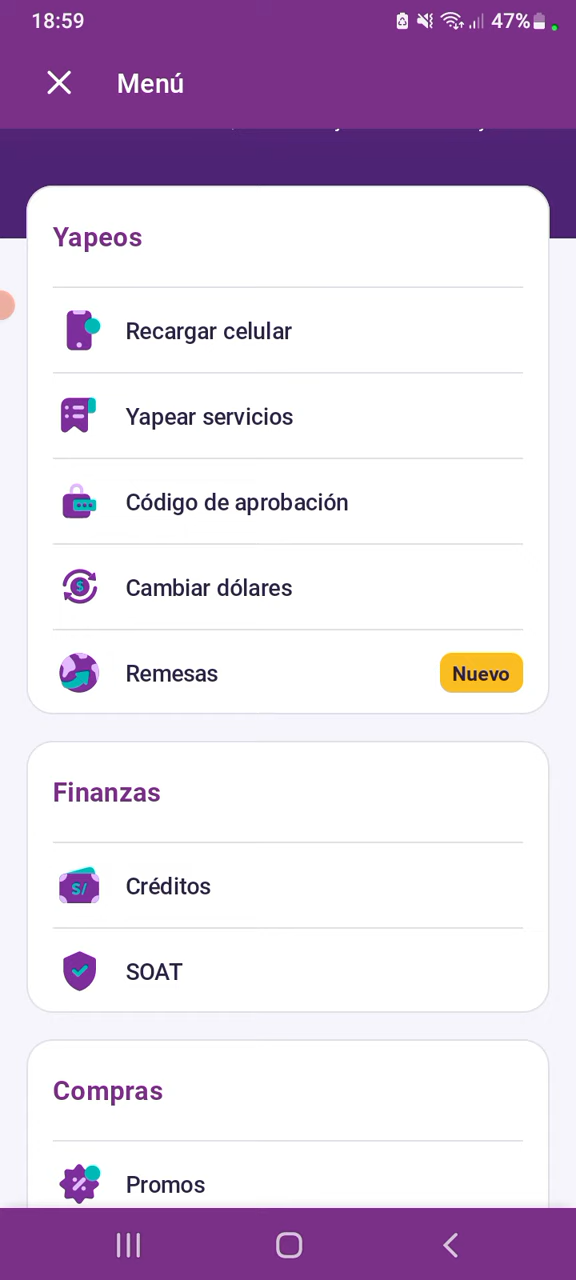 18:59
47%
Menú
Yapeos
Recargar celular
Yapear servicios
Código de aprobación
$
Cambiar dólares
Remesas
Nuevo
Finanzas
S/
Créditos
SOAT
Compras
%
Promos